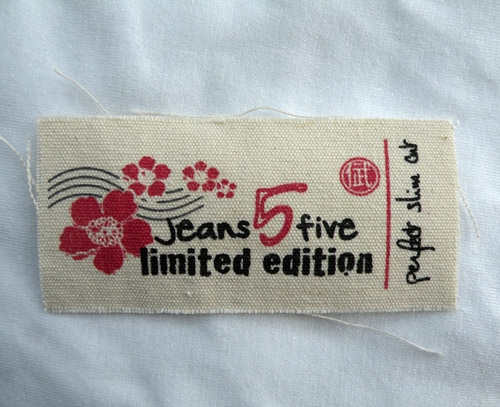 jeans 5 five
limited edition
perfect slim cut